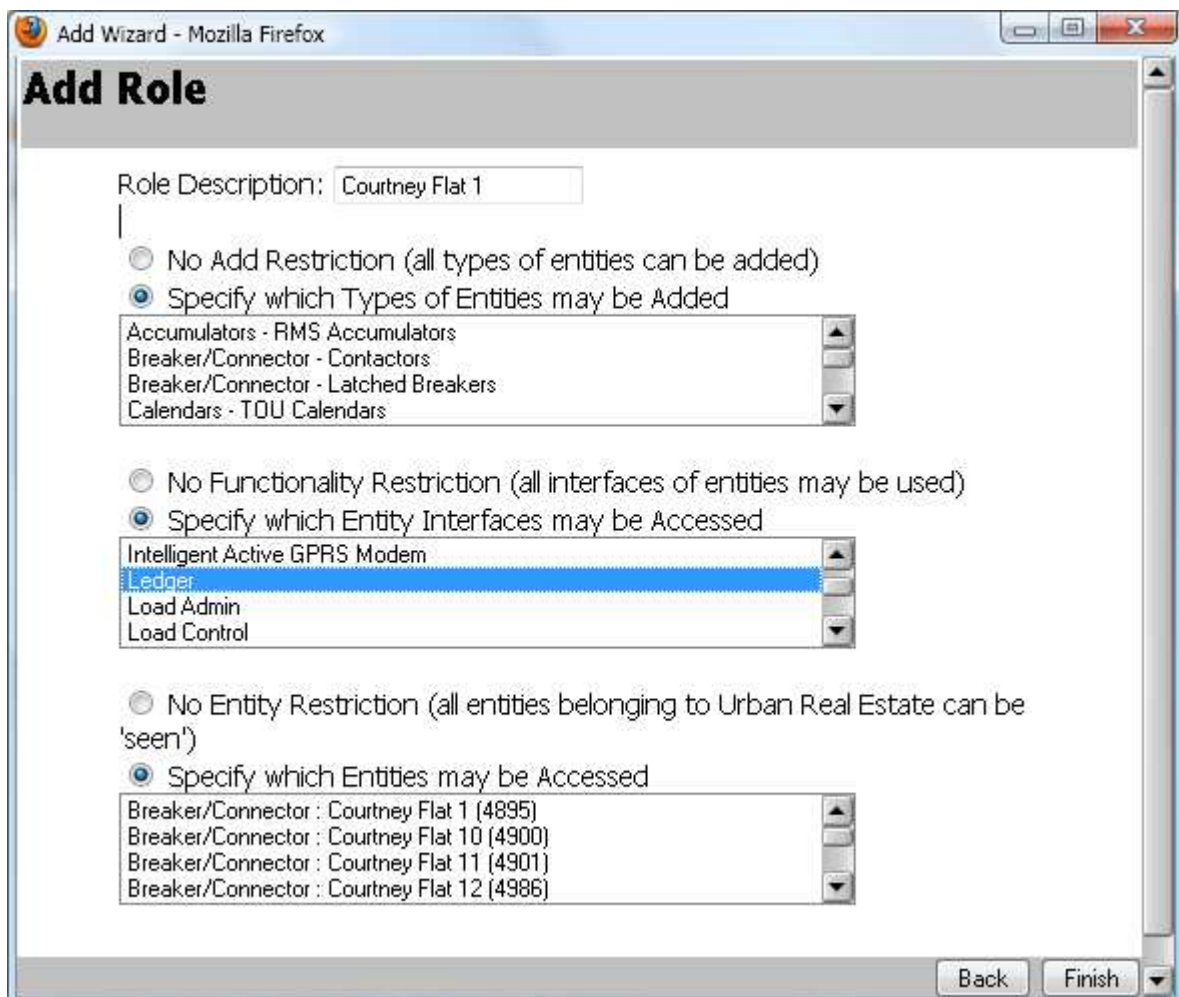 Add Wizard - Mozilla Firefox
Add Role
Role Description: Courtney Flat 1
No Add Restriction (all types of entities can be added)
Specify which Types of Entities may be Added
Accumulators - RMS Accumulators
Breaker/Connector - Contactors
Breaker/Connector - Latched Breakers
Calendars - TOU Calendars
No Functionality Restriction (all interfaces of entities may be used)
Specify which Entity Interfaces may be Accessed
Intelligent Active GPRS Modem
Ledger
Load Admin
Load Control
No Entity Restriction (all entities belonging to Urban Real Estate can be
'seen')
Specify which Entities may be Accessed
Breaker/Connector : Courtney Flat 1 (4895)
Breaker/Connector : Courtney Flat 10 (4900)
Breaker/Connector : Courtney Flat 11 (4901)
Breaker/Connector : Courtney Flat 12 (4986)
Back Finish